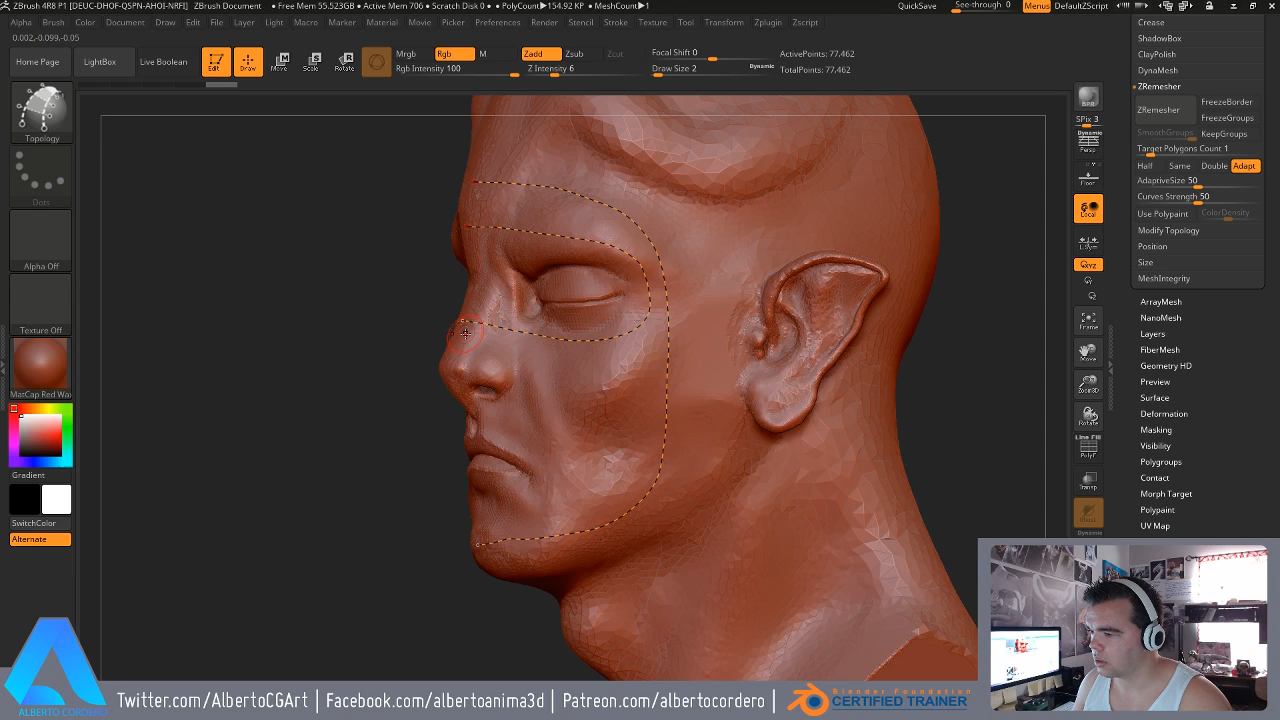 ZBrush 4R8 P1 [DEUC-DHOF-QSPN-AHOI-NRFI]   ZBrush Document   • Free Mem 55.523GB • Active Mem 706 • Scratch Disk 0 • PolyCount▶154.92 KP • MeshCount▶1   QuickSave   See-through 0   Menus   DefaultZScript
Alpha Brush Color Document Draw Edit File Layer Light Macro Marker Material Movie Picker Preferences Render Stencil Stroke Texture Tool Transform Zplugin Zscript
0.002,-0.099,-0.05
Home Page LightBox Live Boolean Edit Draw Move Scale Rotate
Mrgb Rgb M Zadd Zsub Zcut
Rgb Intensity 100 Z Intensity 6
Focal Shift 0
Draw Size 2 Dynamic
ActivePoints: 77,462
TotalPoints: 77,462
Topology
Dots
Alpha Off
Texture Off
MatCap Red Wax
Gradient
SwitchColor
Alternate
BPR
SPix 3
Dynamic
Persp
Floor
Local
L.Sym
XYZ
Frame
Move
Zoom3D
Rotate
Line Fill
PolyF
Transp
Ghost
Dynamic
Crease
ShadowBox
ClayPolish
DynaMesh
ZRemesher
ZRemesher FreezeBorder
FreezeGroups
SmoothGroups KeepGroups
Target Polygons Count 1
Half Same Double Adapt
AdaptiveSize 50
Curves Strength 50
Use Polypaint ColorDensity
Modify Topology
Position
Size
MeshIntegrity
ArrayMesh
NanoMesh
Layers
FiberMesh
Geometry HD
Preview
Surface
Deformation
Masking
Visibility
Polygroups
Contact
Morph Target
Polypaint
UV Map
ALBERTO CORDERO
Twitter.com/AlbertoCGArt | Facebook.com/albertoanima3d | Patreon.com/albertocordero |
Blender Foundation
CERTIFIED TRAINER